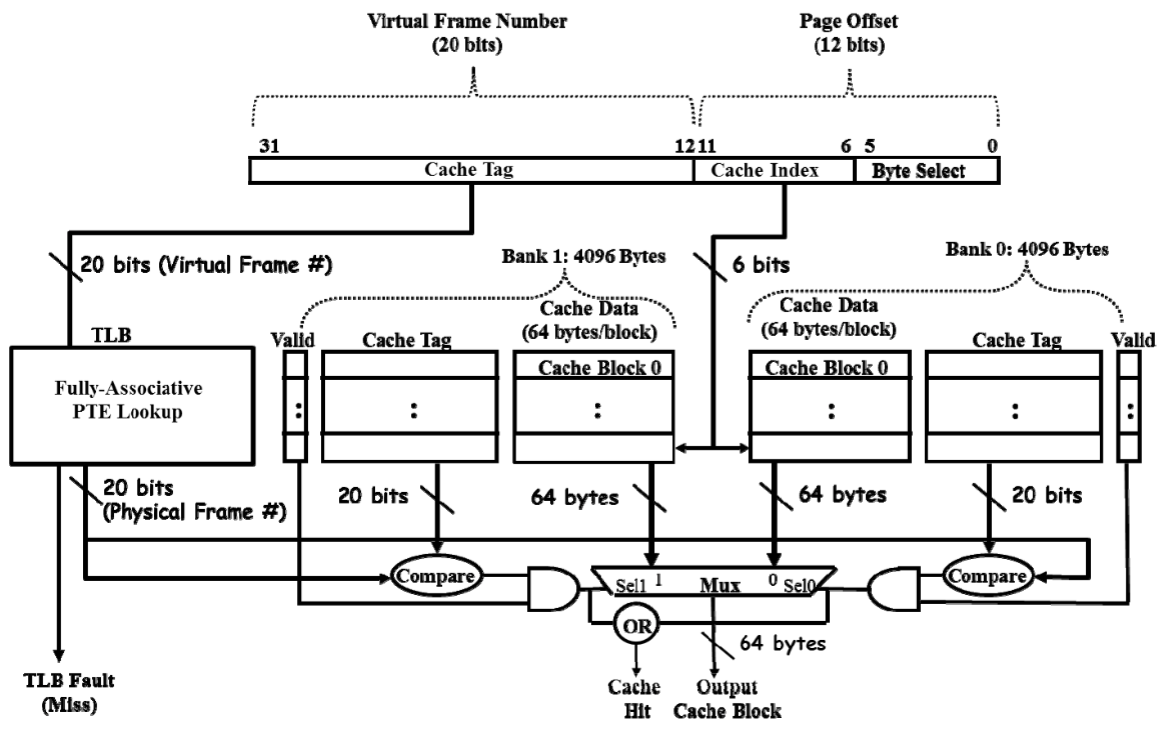 Virtual Frame Number
(20 bits)
Page Offset
(12 bits)
31
12
11
6
5
0
Cache Tag
Cache Index
Byte Select
20 bits (Virtual Frame #)
Bank 1: 4096 Bytes
6 bits
Bank 0: 4096 Bytes
TLB
Fully-Associative
PTE Lookup
Valid
Cache Tag
Cache Data
(64 bytes/block)
Cache Block 0
:
:
:
Cache Data
(64 bytes/block)
Cache Block 0
Cache Tag
Valid
:
:
:
20 bits
(Physical Frame #)
20 bits
64 bytes
64 bytes
20 bits
Compare
Sel1
1
Mux
0
Sel0
Compare
OR
64 bytes
TLB Fault
(Miss)
Cache
Hit
Output
Cache Block